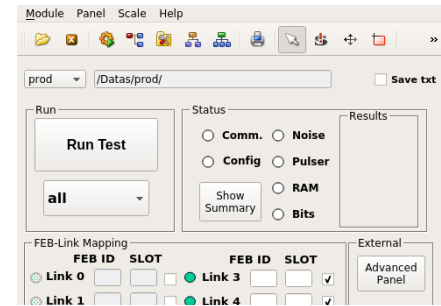 Module Panel Scale Help
»
prod /Datas/prod/ Save txt
Run
Run Test
all
Status
Comm. Noise
Config Pulser
Show Summary
RAM
Bits
Results
FEB-Link Mapping
FEB ID SLOT FEB ID SLOT
Link 0 Link 3
Link 1 Link 4
External
Advanced
Panel